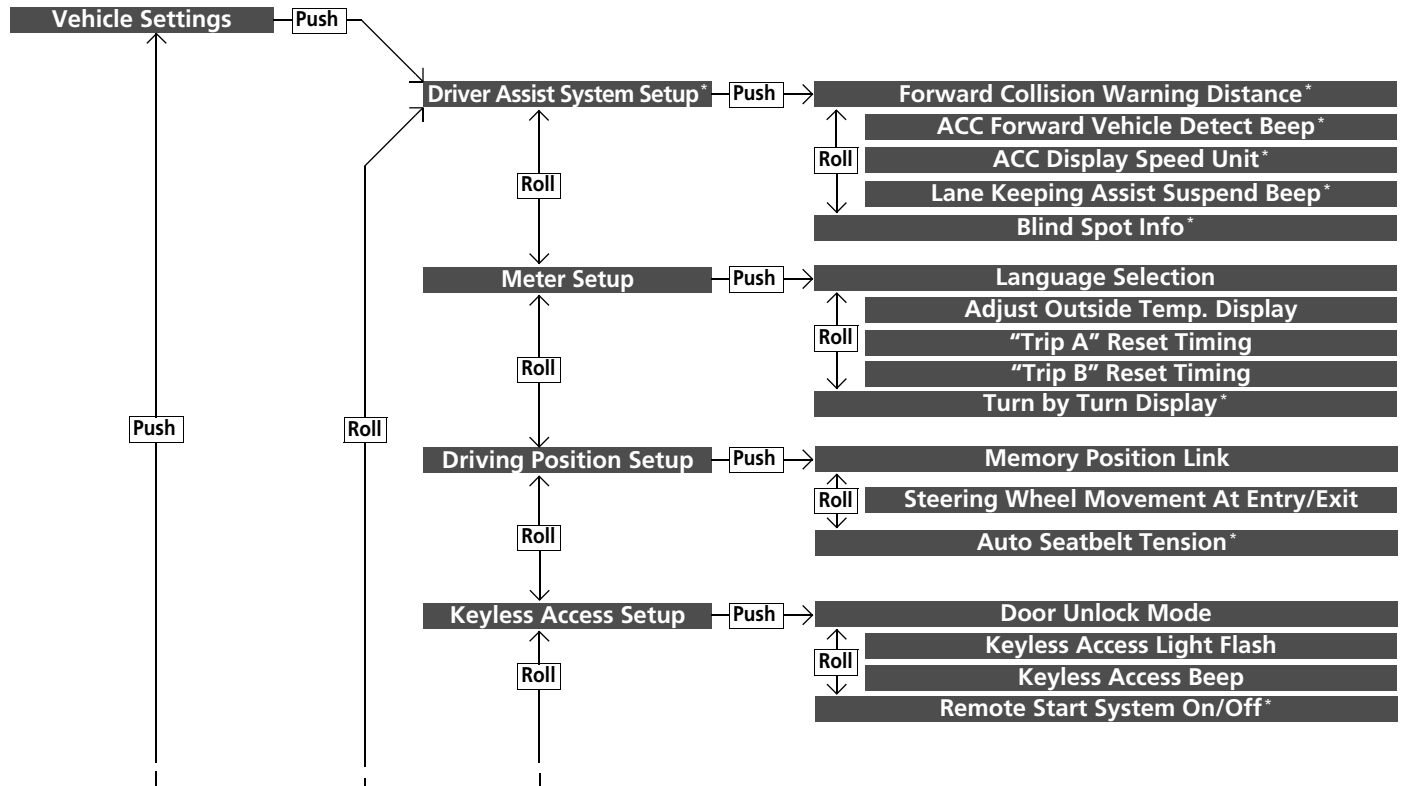 Vehicle Settings
Push
Driver Assist System Setup*
Push
Forward Collision Warning Distance*
ACC Forward Vehicle Detect Beep*
Roll
ACC Display Speed Unit*
Roll
Lane Keeping Assist Suspend Beep*
Blind Spot Info*
Meter Setup
Push
Language Selection
Adjust Outside Temp. Display
Roll
“Trip A” Reset Timing
Roll
“Trip B” Reset Timing
Turn by Turn Display*
Push
Roll
Driving Position Setup
Push
Memory Position Link
Roll
Steering Wheel Movement At Entry/Exit
Roll
Auto Seatbelt Tension*
Keyless Access Setup
Push
Door Unlock Mode
Keyless Access Light Flash
Roll
Roll
Keyless Access Beep
Remote Start System On/Off*